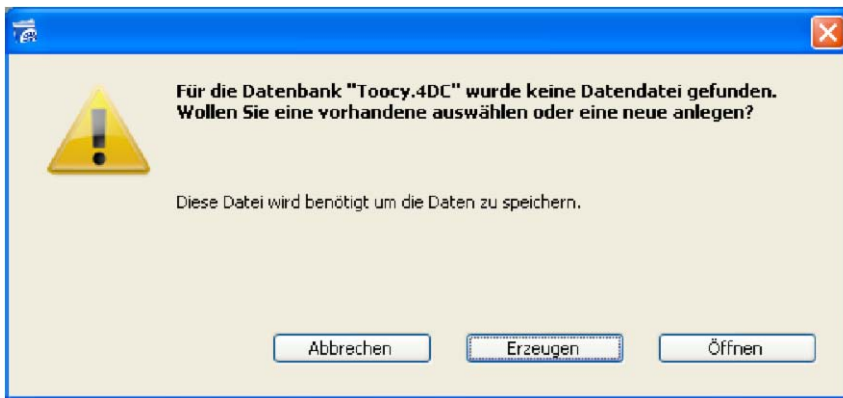 Für die Datenbank "Toocy.4DC" wurde keine Datendatei gefunden.
Wollen Sie eine vorhandene auswählen oder eine neue anlegen?
Diese Datei wird benötigt um die Daten zu speichern.
Abbrechen Erzeugen Öffnen